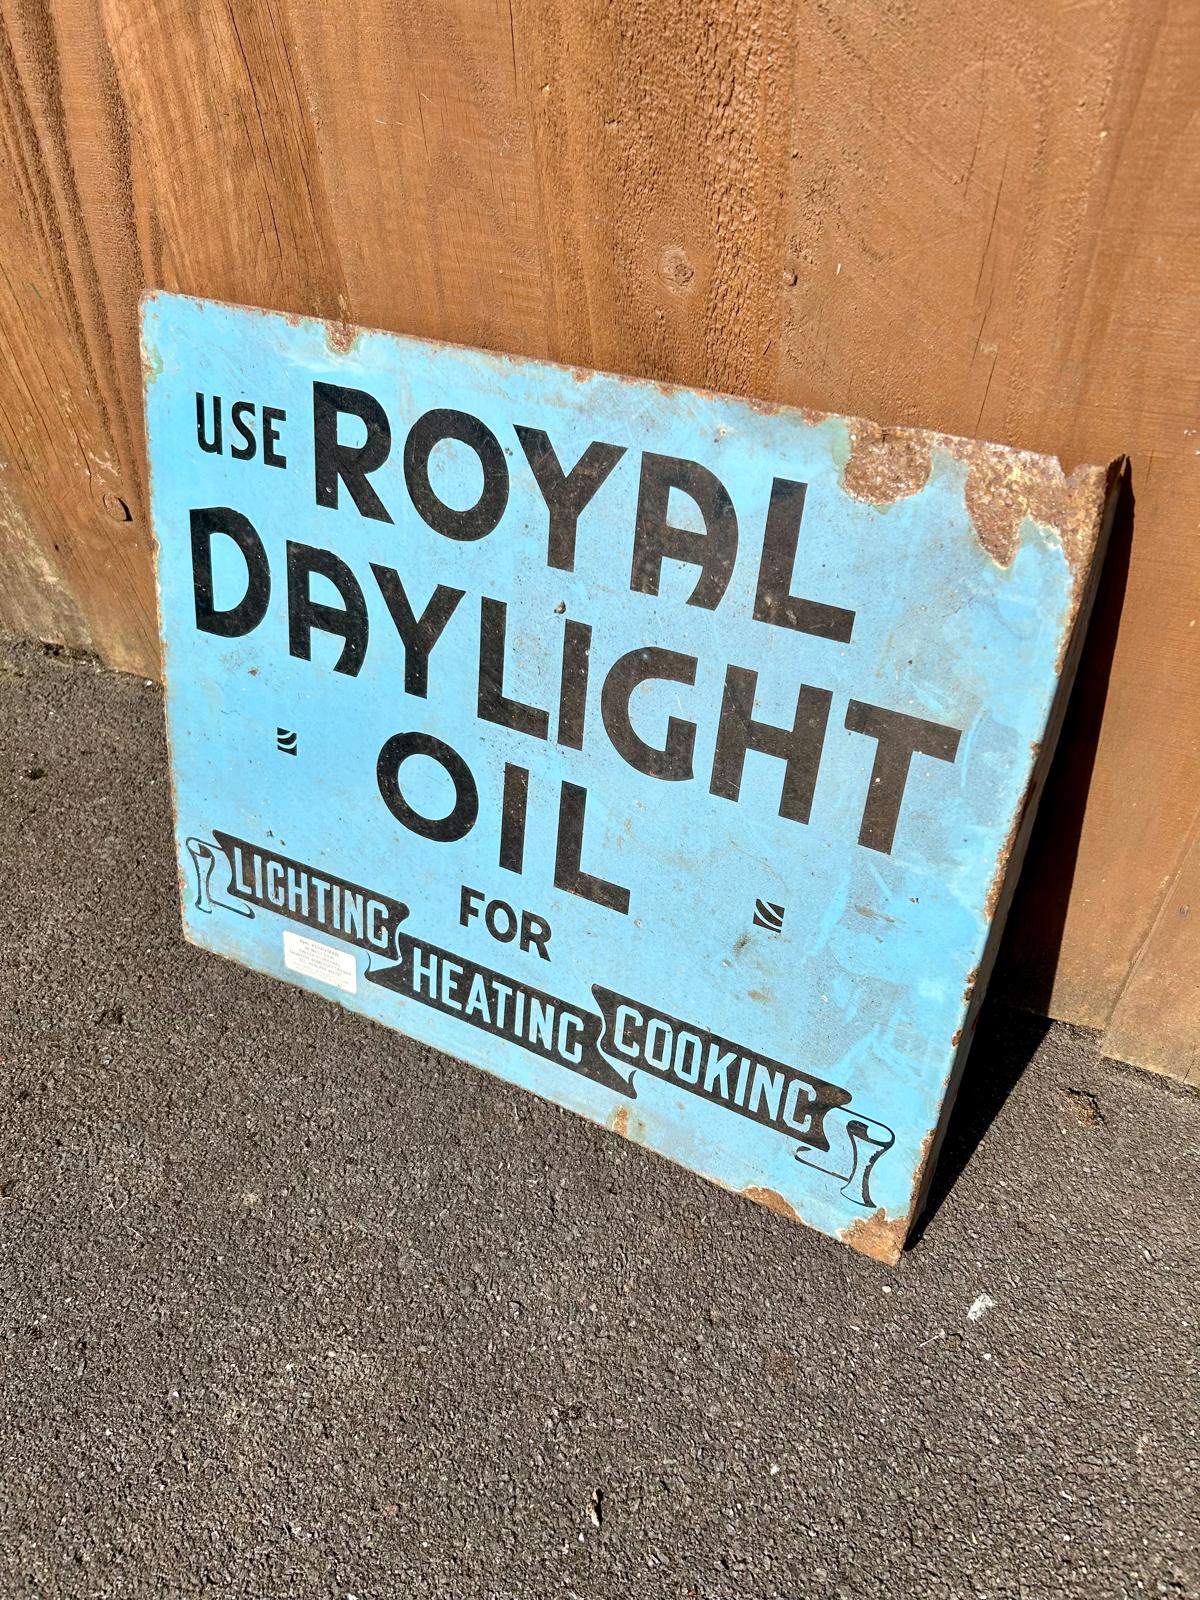 USE ROYAL
DAYLIGHT
OIL
FOR
LIGHTING
HEATING
COOKING